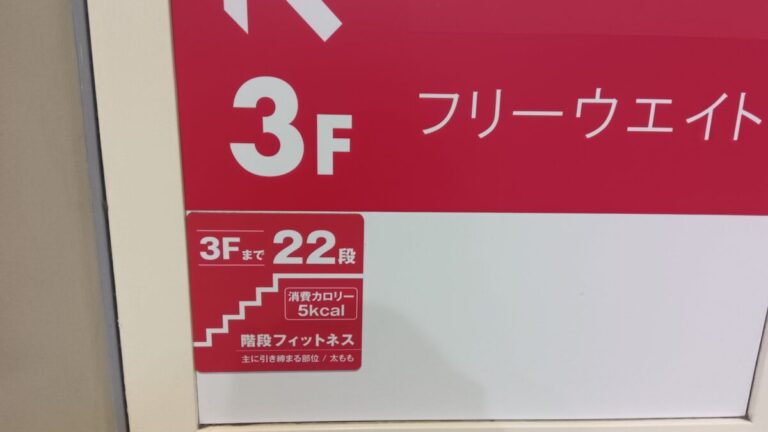 3F フリーウエイト
3Fまで 22段
消費カロリー
5kcal
階段フィットネス
主に引き締まる部位 / 太もも